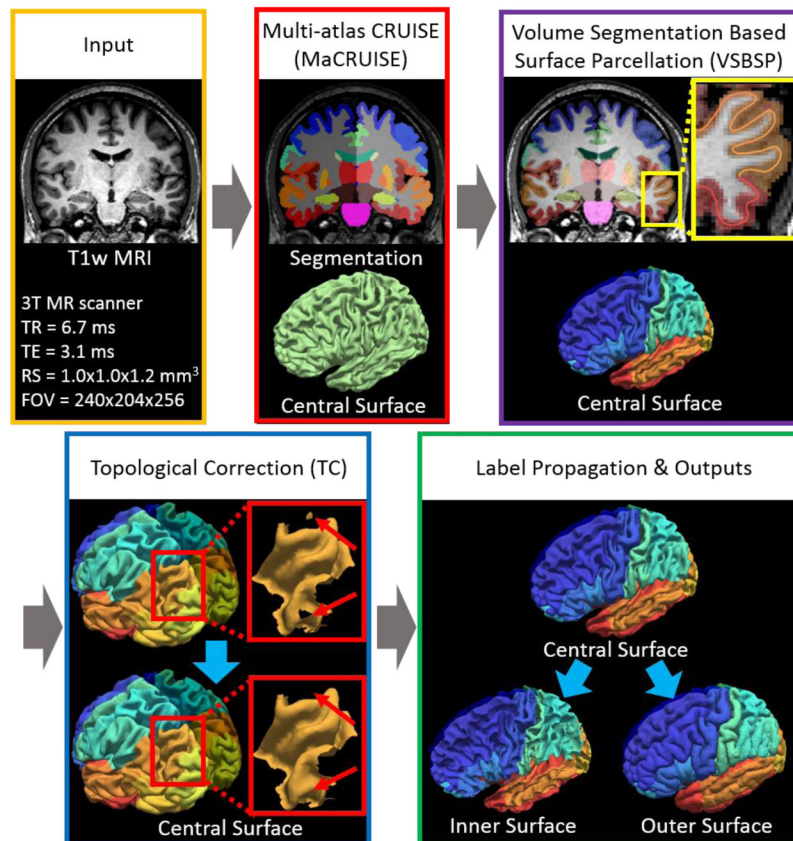 Input
T1w MRI
3T MR scanner
TR = 6.7 ms
TE = 3.1 ms
RS = 1.0x1.0x1.2 mm³
FOV = 240x204x256
Multi-atlas CRUISE
(MaCRUISE)
Segmentation
Central Surface
Volume Segmentation Based
Surface Parcellation (VSBSP)
Central Surface
Topological Correction (TC)
Central Surface
Label Propagation & Outputs
Central Surface
Inner Surface
Outer Surface